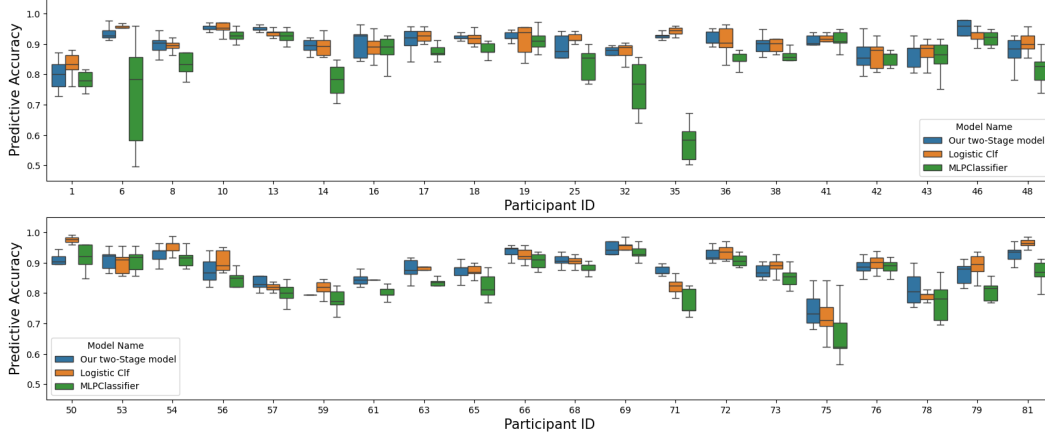 Predictive Accuracy
1.0
0.9
0.8
0.7
0.6
0.5
Model Name
Our two-Stage model
Logistic Clf
MLPClassifier
1 6 8 10 13 14 16 17 18 19 25 32 35 36 38 41 42 43 46 48
Participant ID
Predictive Accuracy
1.0
0.9
0.8
0.7
0.6
0.5
Model Name
Our two-Stage model
Logistic Clf
MLPClassifier
50 53 54 56 57 59 61 63 65 66 68 69 71 72 73 75 76 78 79 81
Participant ID